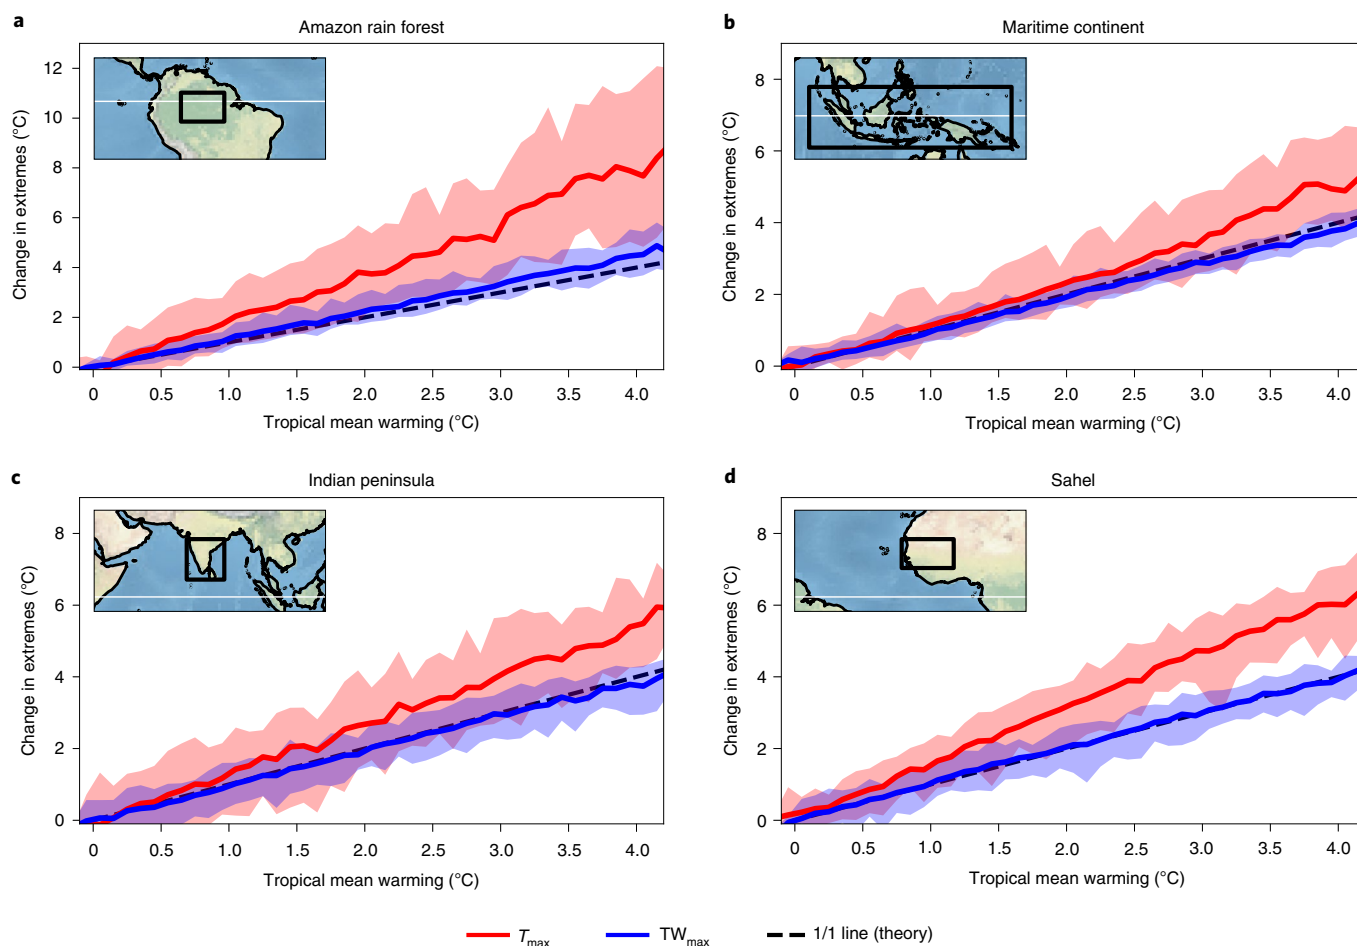 a
Amazon rain forest
Change in extremes (°C)
12
10
8
6
4
2
0
0 0.5 1.0 1.5 2.0 2.5 3.0 3.5 4.0
Tropical mean warming (°C)
b
Maritime continent
Change in extremes (°C)
8
6
4
2
0
0 0.5 1.0 1.5 2.0 2.5 3.0 3.5 4.0
Tropical mean warming (°C)
c
Indian peninsula
Change in extremes (°C)
8
6
4
2
0
0 0.5 1.0 1.5 2.0 2.5 3.0 3.5 4.0
Tropical mean warming (°C)
d
Sahel
Change in extremes (°C)
8
6
4
2
0
0 0.5 1.0 1.5 2.0 2.5 3.0 3.5 4.0
Tropical mean warming (°C)
Tmax TWmax 1/1 line (theory)